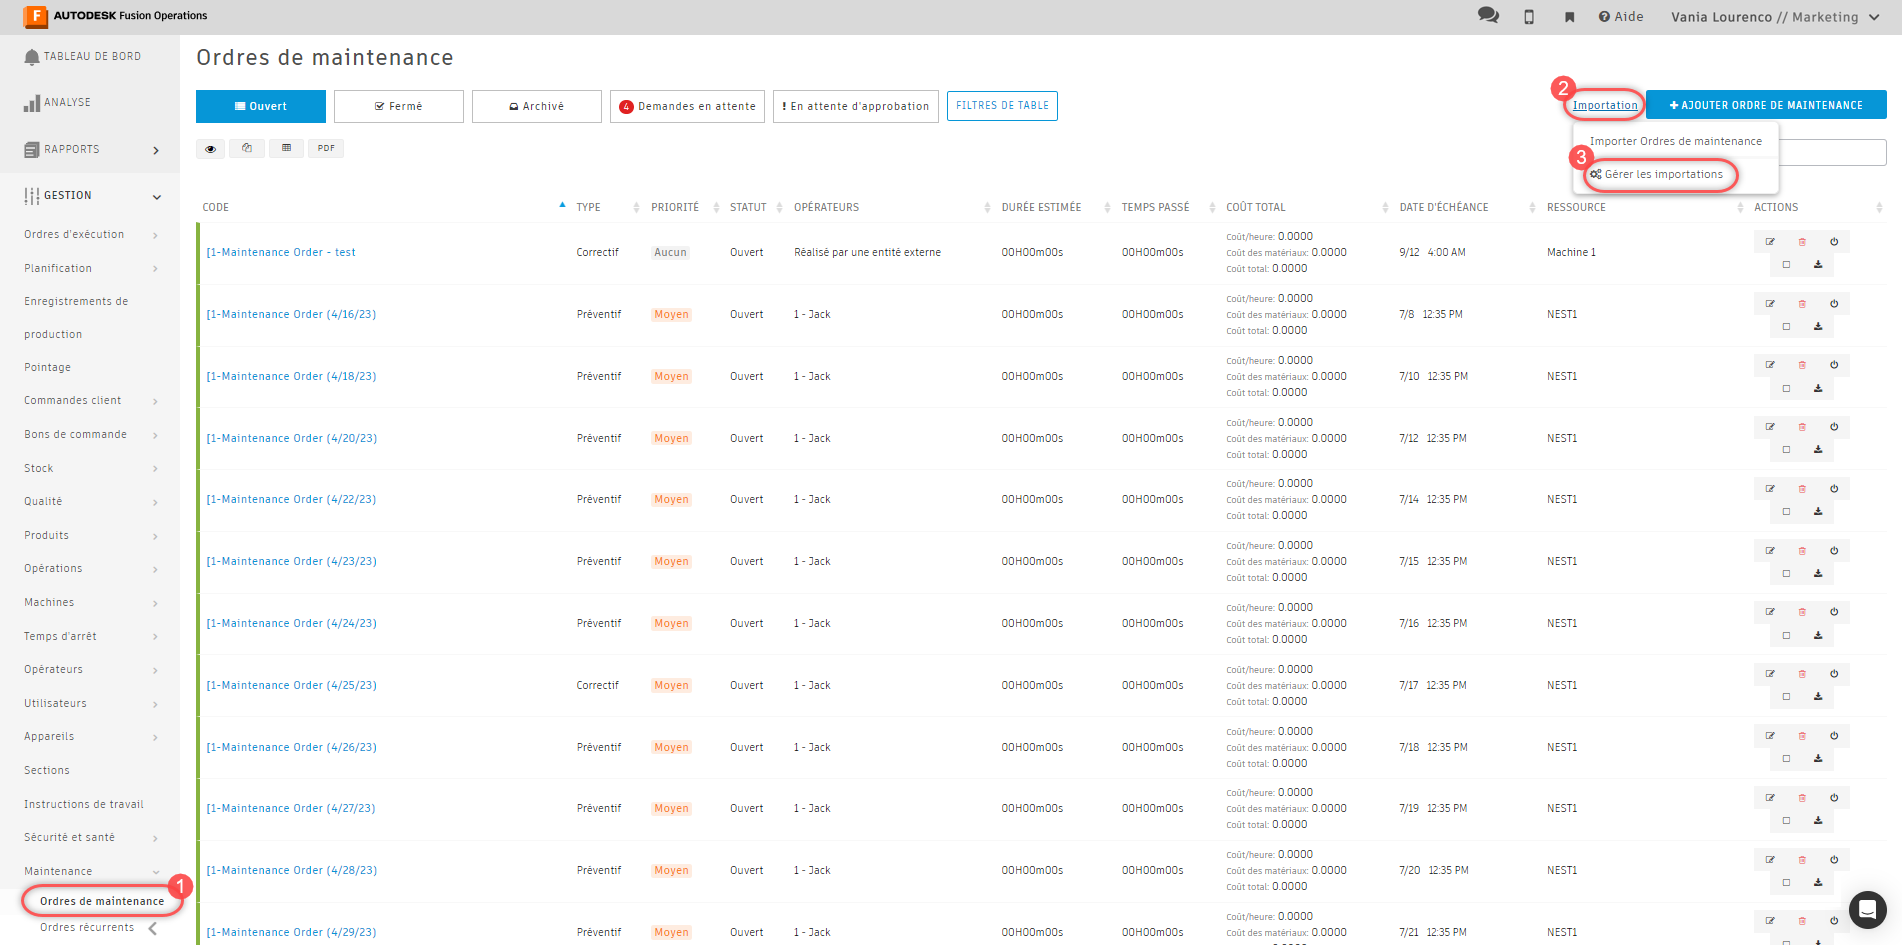 F AUTODESK Fusion Operations
Aide
Vania Lourenco // Marketing
TABLEAU DE BORD
ANALYSE
RAPPORTS
GESTION
Ordres d'exécution
Planification
Enregistrements de
production
Pointage
Commandes client
Bons de commande
Stock
Qualité
Produits
Opérations
Machines
Temps d'arrêt
Opérateurs
Utilisateurs
Appareils
Sections
Instructions de travail
Sécurité et santé
Maintenance
1
Ordres de maintenance
Ordres récurrents
Ordres de maintenance
Ouvert
Fermé
Archivé
4 Demandes en attente
! En attente d'approbation
FILTRES DE TABLE
2
Importation
+ AJOUTER ORDRE DE MAINTENANCE
PDF
Importer Ordres de maintenance
3
Gérer les importations
CODE TYPE PRIORITÉ STATUT OPÉRATEURS DURÉE ESTIMÉE TEMPS PASSÉ COÛT TOTAL DATE D'ÉCHÉANCE RESSOURCE ACTIONS
Coût/heure: 0.0000
[1-Maintenance Order - test Correctif Aucun Ouvert Réalisé par une entité externe 00H00m00s 00H00m00s Coût des matériaux: 0.0000 9/12 4:00 AM Machine 1
Coût total: 0.0000
Coût/heure: 0.0000
[1-Maintenance Order (4/16/23) Préventif Moyen Ouvert 1 - Jack 00H00m00s 00H00m00s Coût des matériaux: 0.0000 7/8 12:35 PM NEST1
Coût total: 0.0000
Coût/heure: 0.0000
[1-Maintenance Order (4/18/23) Préventif Moyen Ouvert 1 - Jack 00H00m00s 00H00m00s Coût des matériaux: 0.0000 7/10 12:35 PM NEST1
Coût total: 0.0000
Coût/heure: 0.0000
[1-Maintenance Order (4/20/23) Préventif Moyen Ouvert 1 - Jack 00H00m00s 00H00m00s Coût des matériaux: 0.0000 7/12 12:35 PM NEST1
Coût total: 0.0000
Coût/heure: 0.0000
[1-Maintenance Order (4/22/23) Préventif Moyen Ouvert 1 - Jack 00H00m00s 00H00m00s Coût des matériaux: 0.0000 7/14 12:35 PM NEST1
Coût total: 0.0000
Coût/heure: 0.0000
[1-Maintenance Order (4/23/23) Préventif Moyen Ouvert 1 - Jack 00H00m00s 00H00m00s Coût des matériaux: 0.0000 7/15 12:35 PM NEST1
Coût total: 0.0000
Coût/heure: 0.0000
[1-Maintenance Order (4/24/23) Préventif Moyen Ouvert 1 - Jack 00H00m00s 00H00m00s Coût des matériaux: 0.0000 7/16 12:35 PM NEST1
Coût total: 0.0000
Coût/heure: 0.0000
[1-Maintenance Order (4/25/23) Correctif Moyen Ouvert 1 - Jack 00H00m00s 00H00m00s Coût des matériaux: 0.0000 7/17 12:35 PM NEST1
Coût total: 0.0000
Coût/heure: 0.0000
[1-Maintenance Order (4/26/23) Préventif Moyen Ouvert 1 - Jack 00H00m00s 00H00m00s Coût des matériaux: 0.0000 7/18 12:35 PM NEST1
Coût total: 0.0000
Coût/heure: 0.0000
[1-Maintenance Order (4/27/23) Préventif Moyen Ouvert 1 - Jack 00H00m00s 00H00m00s Coût des matériaux: 0.0000 7/19 12:35 PM NEST1
Coût total: 0.0000
Coût/heure: 0.0000
[1-Maintenance Order (4/28/23) Préventif Moyen Ouvert 1 - Jack 00H00m00s 00H00m00s Coût des matériaux: 0.0000 7/20 12:35 PM NEST1
Coût total: 0.0000
Coût/heure: 0.0000
[1-Maintenance Order (4/29/23) Préventif Moyen Ouvert 1 - Jack 00H00m00s 00H00m00s Coût des matériaux: 0.0000 7/21 12:35 PM NEST1